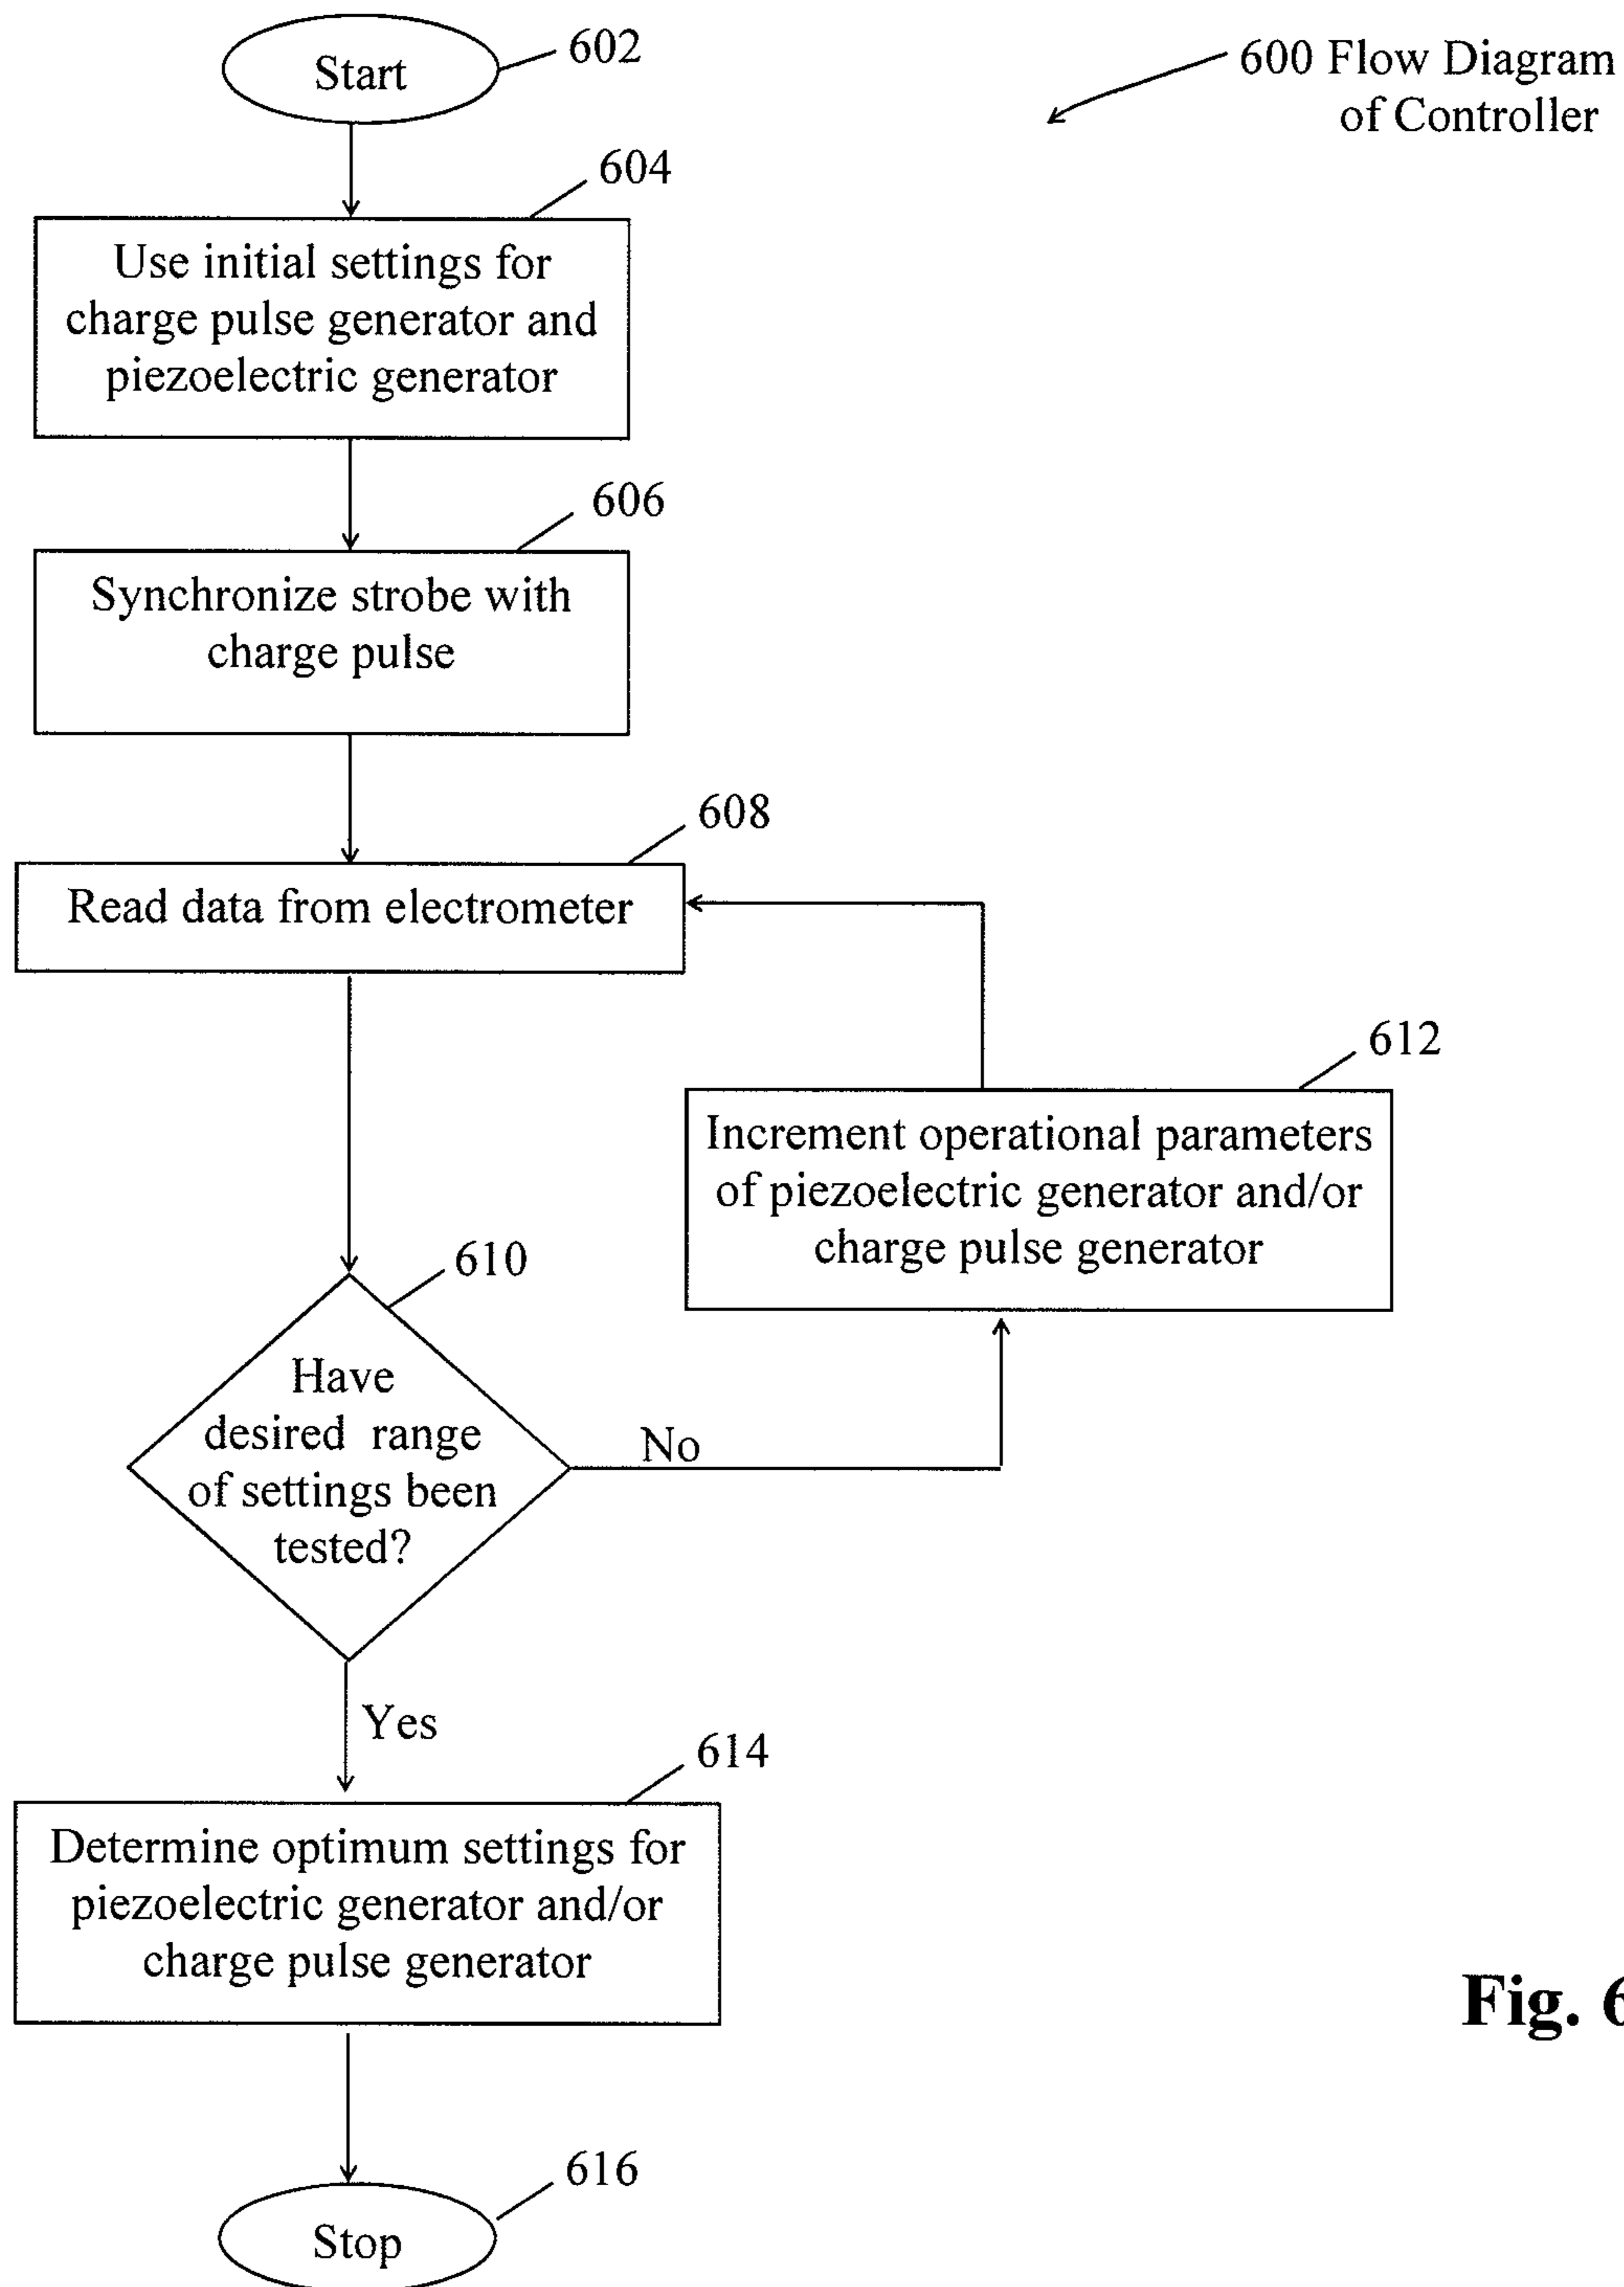 Start
602
600 Flow Diagram
of Controller
604
Use initial settings for
charge pulse generator and
piezoelectric generator
606
Synchronize strobe with
charge pulse
608
Read data from electrometer
612
Increment operational parameters
of piezoelectric generator and/or
charge pulse generator
610
Have
desired range
of settings been
tested?
No
Yes
614
Determine optimum settings for
piezoelectric generator and/or
charge pulse generator
Fig. 6
616
Stop